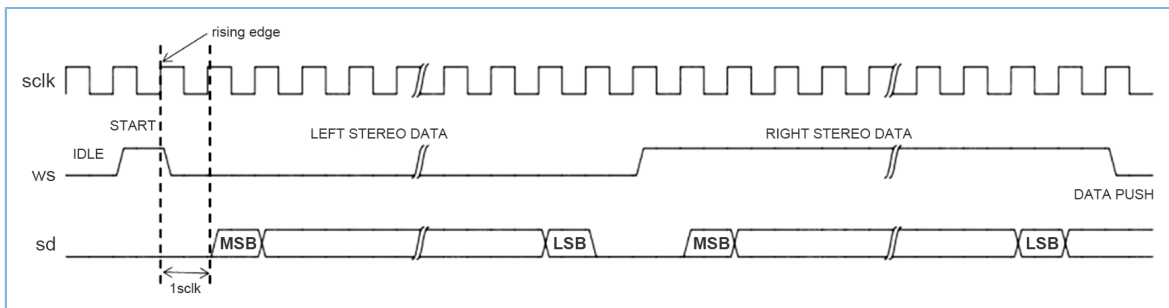 rising edge
sclk
START
LEFT STEREO DATA
RIGHT STEREO DATA
IDLE
ws
DATA PUSH
sd
MSB
LSB
MSB
LSB
1sclk